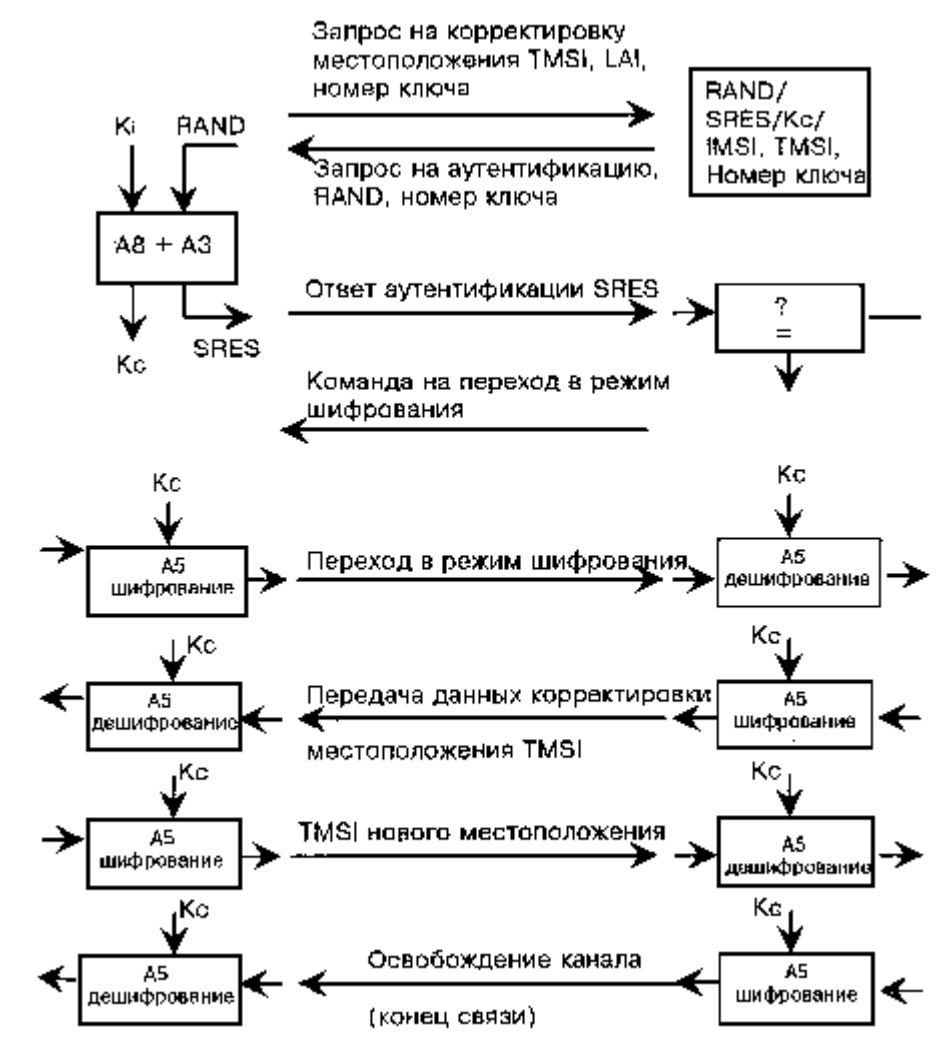 Запрос на корректировку
местоположения TMSI, LAI,
номер ключа
Ki RAND
RAND/
SRES/Kc/
IMSI, TMSI,
Номер ключа
Запрос на аутентификацию,
RAND, номер ключа
A8 + A3
Ответ аутентификации SRES
?
=
SRES
Kc
Команда на переход в режим
шифрования
Kc
Kc
A5
шифрование
Переход в режим шифрования
A5
дешифрование
Kc
Kc
A5
дешифрование
Передача данных корректировки
местоположения TMSI
A5
шифрование
Kc
Kc
A5
шифрование
TMSI нового местоположения
A5
дешифрование
Kc
Kc
A5
дешифрование
Освобождение канала
(конец связи)
A5
шифрование